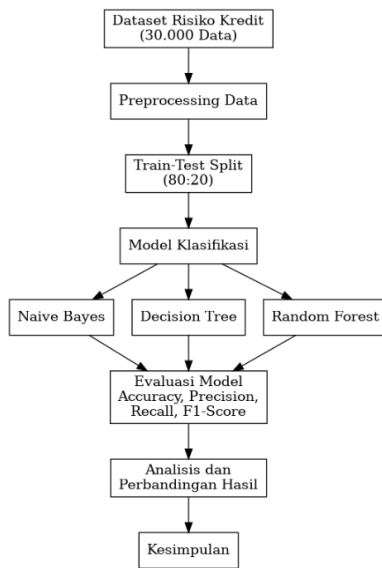 Dataset Risiko Kredit
(30.000 Data)
Preprocessing Data
Train-Test Split
(80:20)
Model Klasifikasi
Naive Bayes
Decision Tree
Random Forest
Evaluasi Model
Accuracy, Precision,
Recall, F1-Score
Analisis dan
Perbandingan Hasil
Kesimpulan